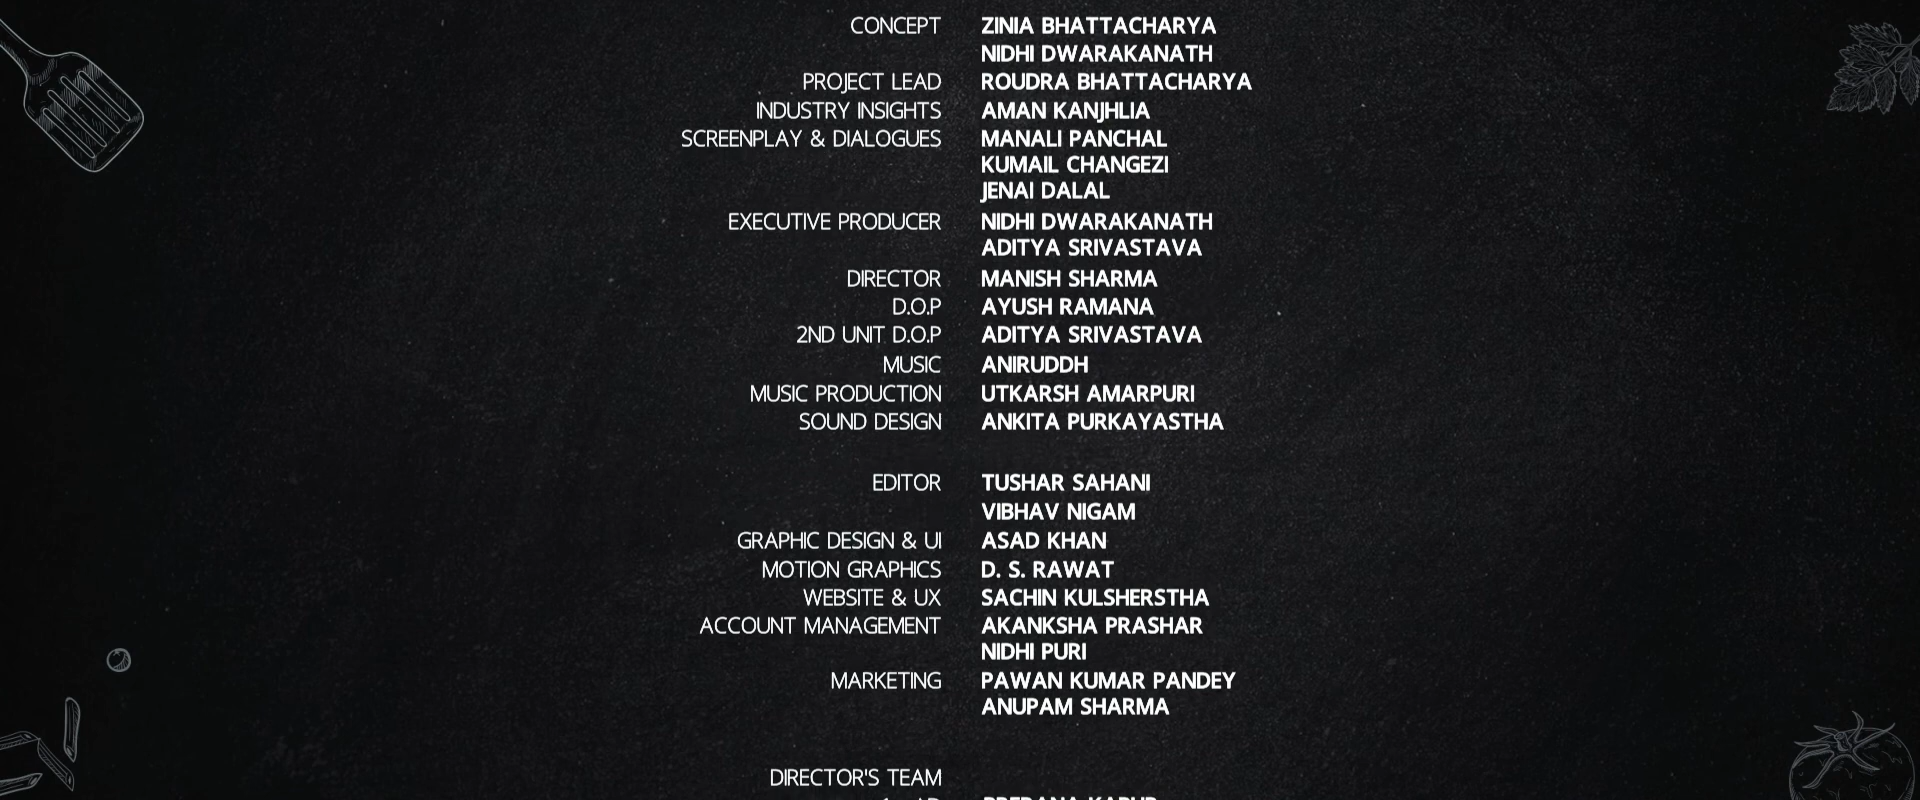 CONCEPT ZINIA BHATTACHARYA
NIDHI DWARAKANATH
PROJECT LEAD ROUDRA BHATTACHARYA
INDUSTRY INSIGHTS AMAN KANJHLIA
SCREENPLAY & DIALOGUES MANALI PANCHAL
KUMAIL CHANGEZI
JENAI DALAL
EXECUTIVE PRODUCER NIDHI DWARAKANATH
ADITYA SRIVASTAVA
DIRECTOR MANISH SHARMA
D.O.P AYUSH RAMANA
2ND UNIT D.O.P ADITYA SRIVASTAVA
MUSIC ANIRUDDH
MUSIC PRODUCTION UTKARSH AMARPURI
SOUND DESIGN ANKITA PURKAYASTHA
EDITOR TUSHAR SAHANI
VIBHAV NIGAM
GRAPHIC DESIGN & UI ASAD KHAN
MOTION GRAPHICS D. S. RAWAT
WEBSITE & UX SACHIN KULSHERSTHA
ACCOUNT MANAGEMENT AKANKSHA PRASHAR
NIDHI PURI
MARKETING PAWAN KUMAR PANDEY
ANUPAM SHARMA
DIRECTOR'S TEAM